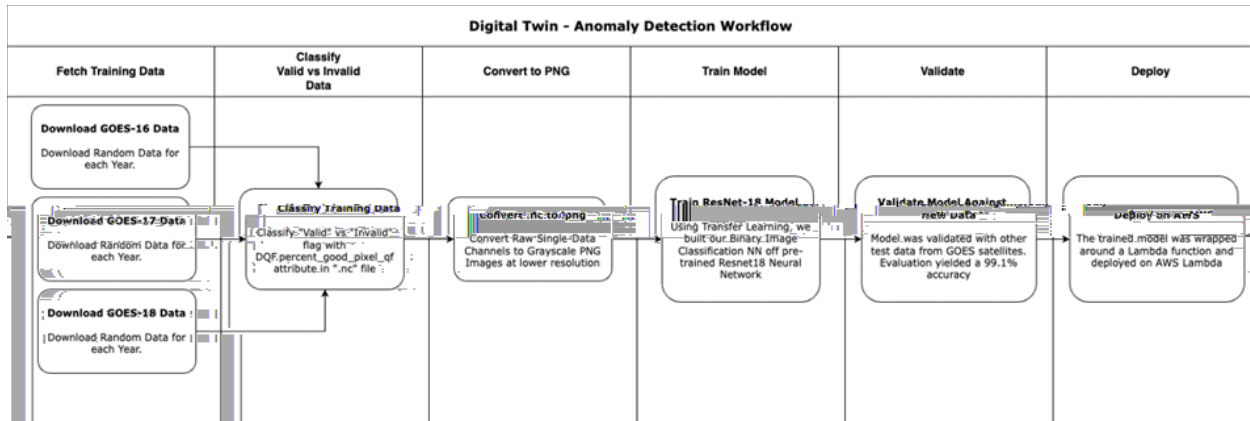 Digital Twin - Anomaly Detection Workflow
Fetch Training Data
Classify
Valid vs Invalid
Data
Convert to PNG
Train Model
Validate
Deploy
Download GOES-16 Data
Download Random Data for
each Year.
Download GOES-17 Data
Download Random Data for
each Year.
Download GOES-18 Data
Download Random Data for
each Year.
Classify Training Data
Classify "Valid" vs "Invalid"
flag with
DQF.percent_good_pixel_qf
attribute.in ".nc" file
Convert .nc to png
Convert Raw Single Data
Channels to Grayscale PNG
Images at lower resolution
Train ResNet-18 Model
Using Transfer Learning, we
built our Binary Image
Classification NN off pre-
trained Resnet18 Neural
Network
Validate Model Against
New Data
Model was validated with other
test data from GOES satellites.
Evaluation yielded a 99.1%
accuracy
Deploy on AWS
The trained model was wrapped
around a Lambda function and
deployed on AWS Lambda